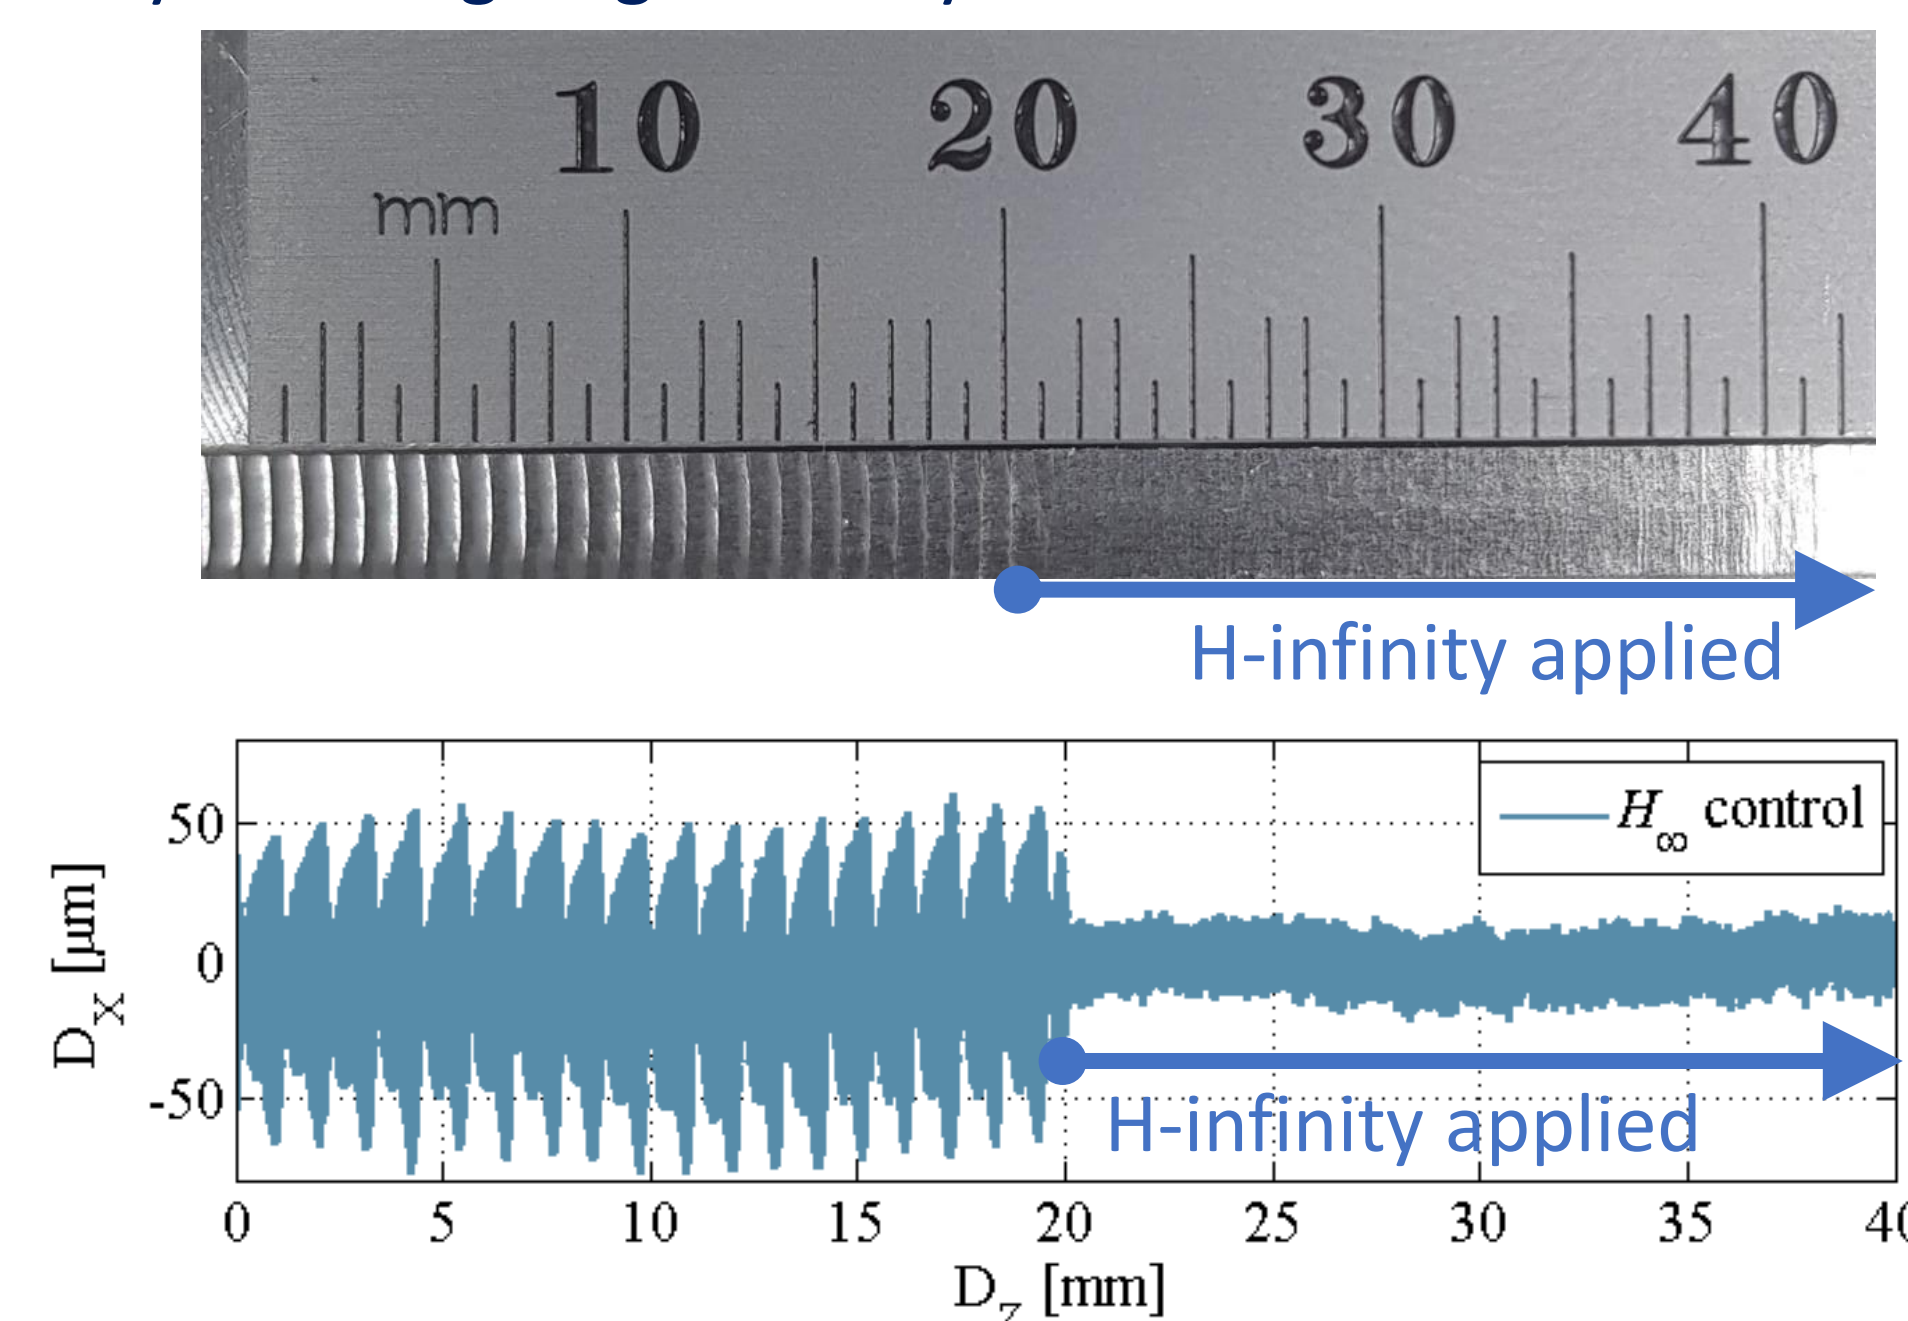 10 20 30 40
mm
H-infinity applied
H∞ control
50
0
-50
DX [µm]
H-infinity applied
0 5 10 15 20 25 30 35
[mm]